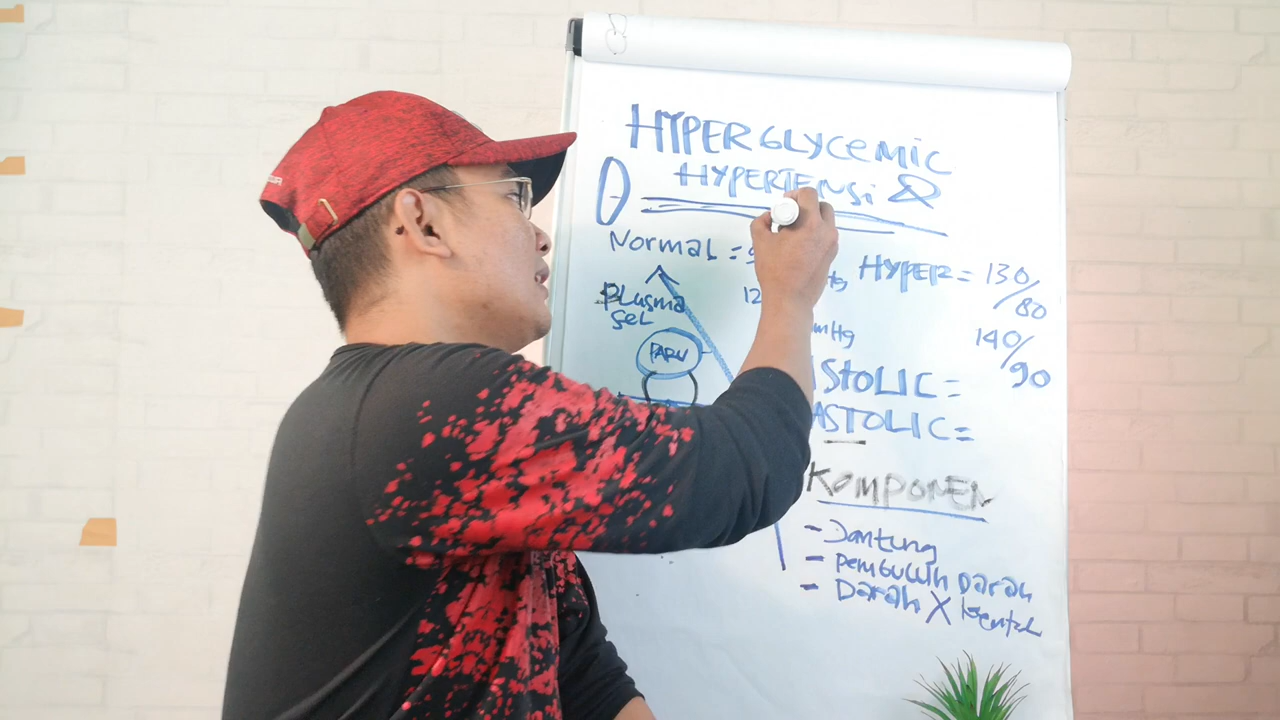 HYPERGLYCEMIC
HYPERTENSi &
NormaL =
HYPER = 130/80
12
mmHg
140/90
PLasma
SeL
PARU
STOLIC =
ASTOLIC =
KOMPONEN
- Jantung
- Pembuluh Darah
- Darah X kental